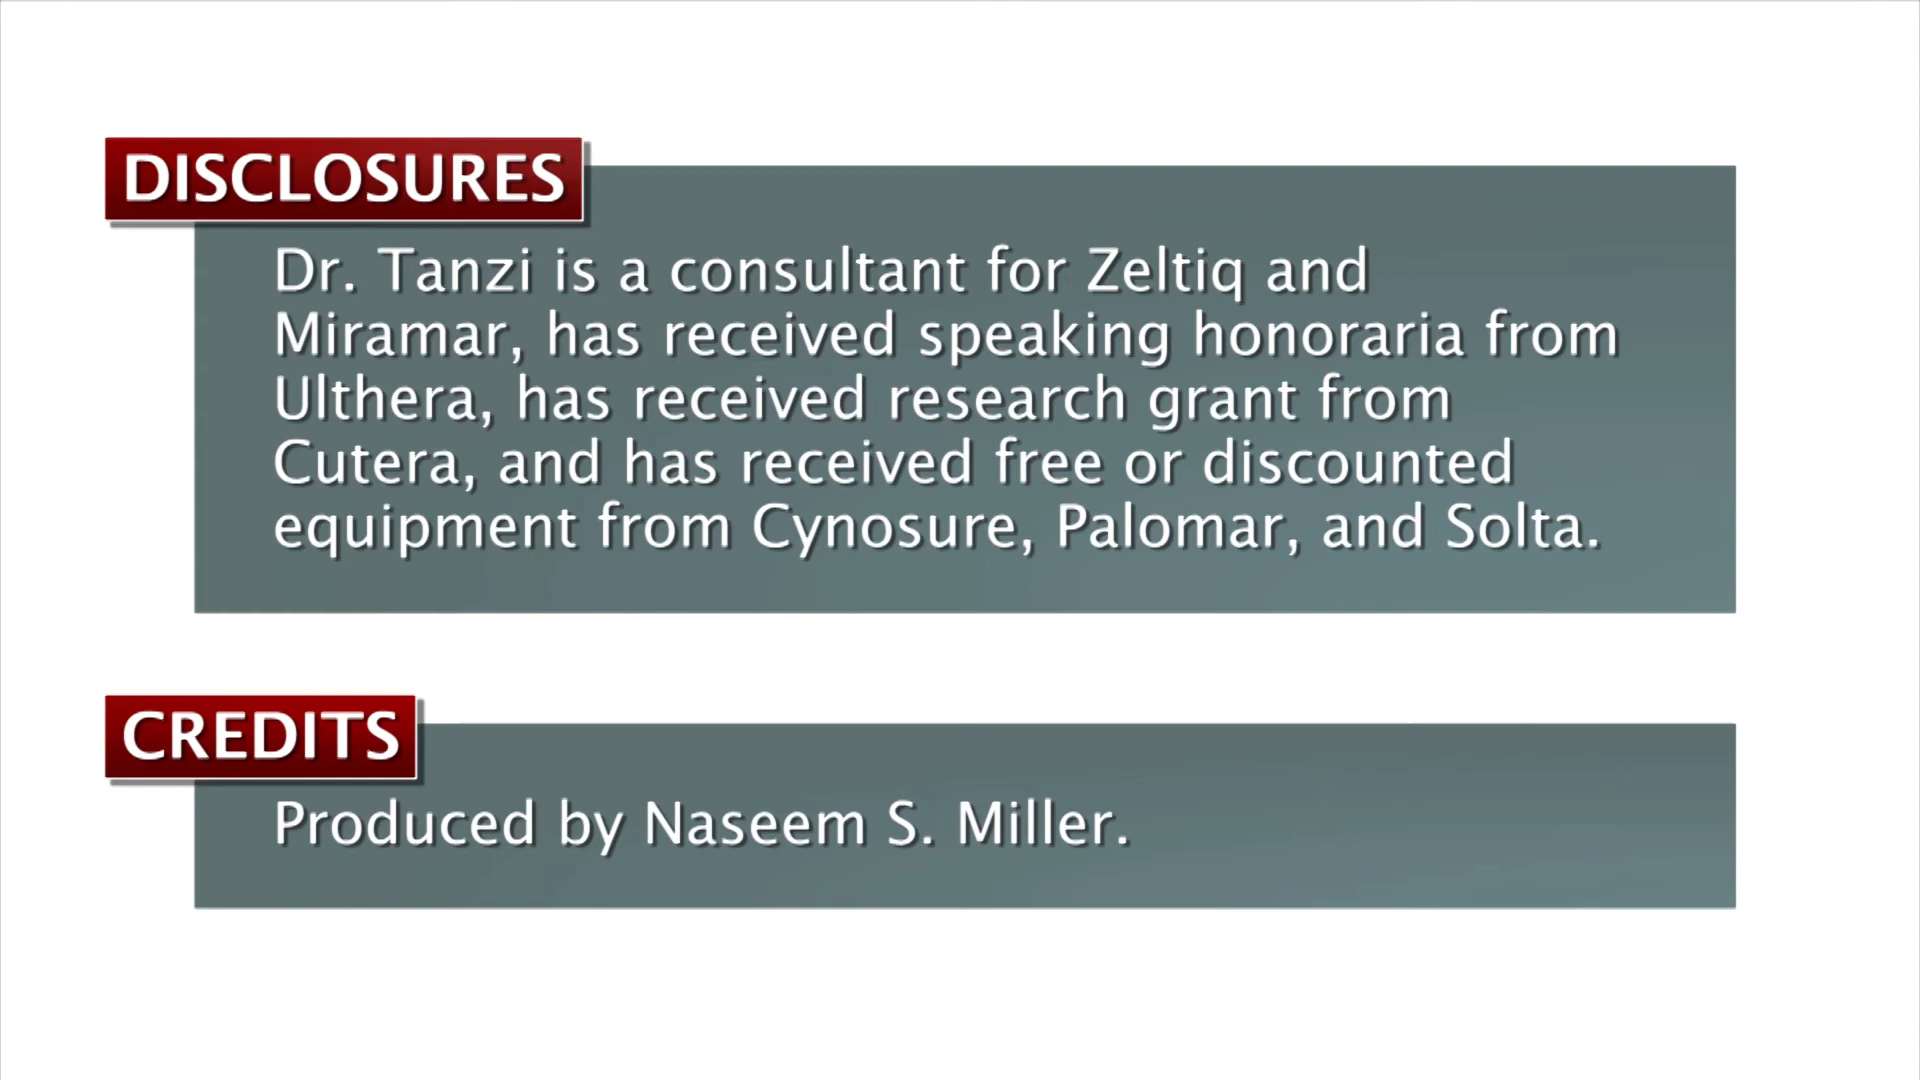 DISCLOSURES
Dr. Tanzi is a consultant for Zeltiq and
Miramar, has received speaking honoraria from
Ulthera, has received research grant from
Cutera, and has received free or discounted
equipment from Cynosure, Palomar, and Solta.
CREDITS
Produced by Naseem S. Miller.